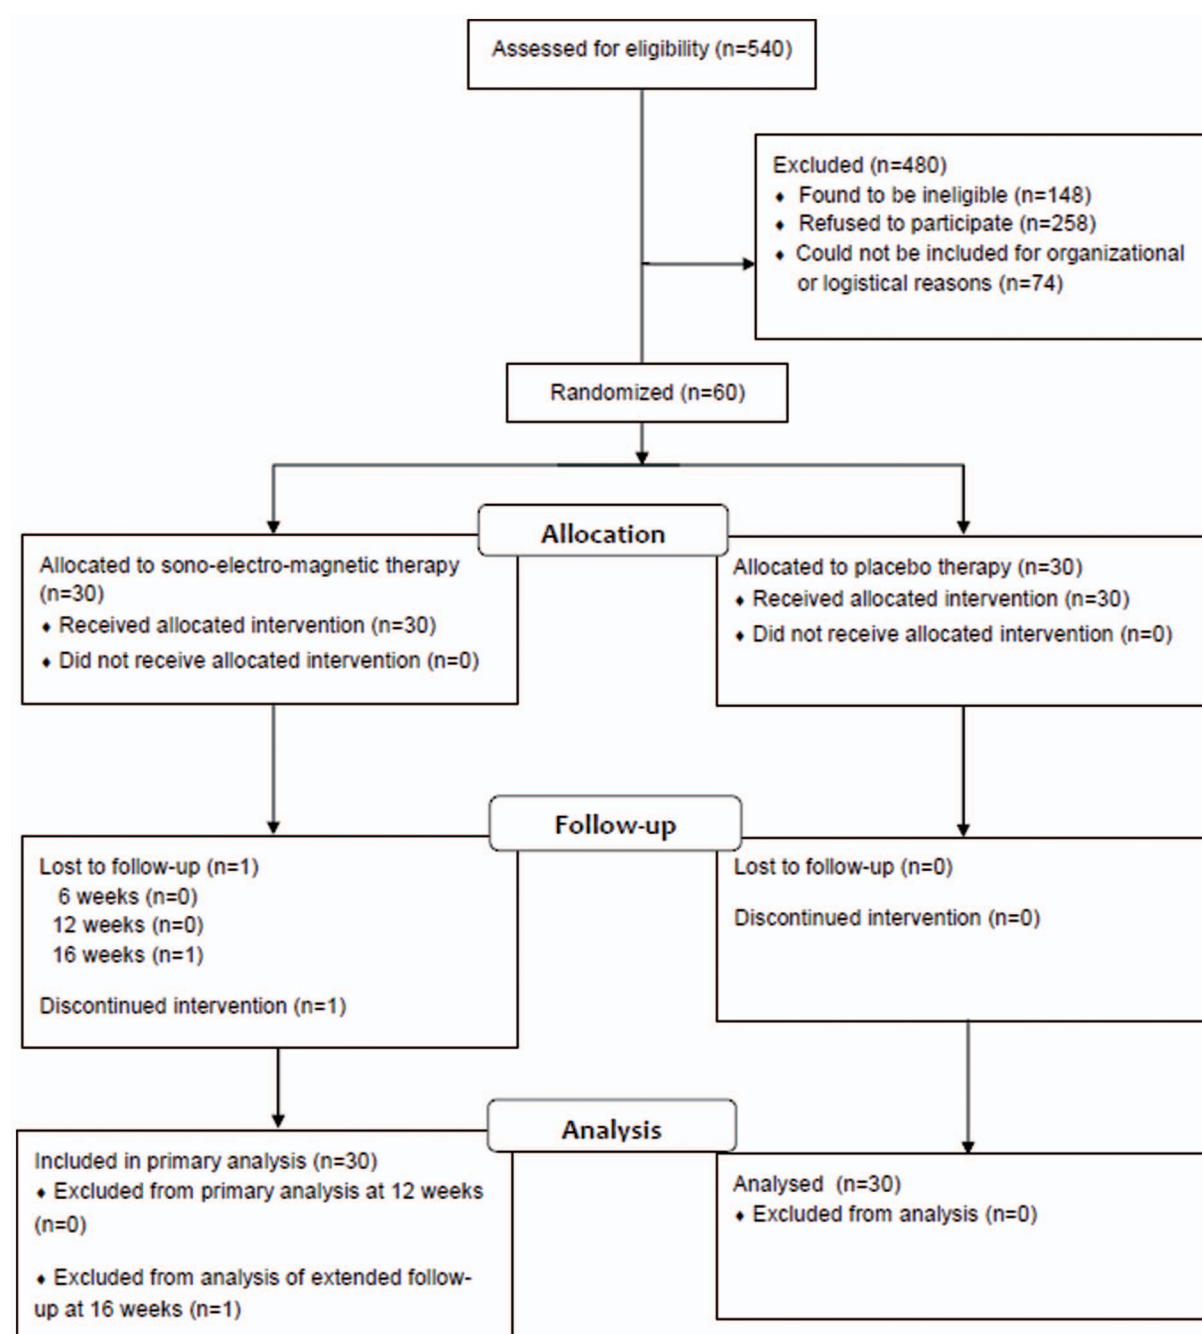 Assessed for eligibility (n=540)
Excluded (n=480)
♦ Found to be ineligible (n=148)
♦ Refused to participate (n=258)
♦ Could not be included for organizational
or logistical reasons (n=74)
Randomized (n=60)
Allocation
Allocated to sono-electro-magnetic therapy
(n=30)
♦ Received allocated intervention (n=30)
♦ Did not receive allocated intervention (n=0)
Allocated to placebo therapy (n=30)
♦ Received allocated intervention (n=30)
♦ Did not receive allocated intervention (n=0)
Follow-up
Lost to follow-up (n=1)
6 weeks (n=0)
12 weeks (n=0)
16 weeks (n=1)
Discontinued intervention (n=1)
Lost to follow-up (n=0)
Discontinued intervention (n=0)
Analysis
Included in primary analysis (n=30)
♦ Excluded from primary analysis at 12 weeks
(n=0)
♦ Excluded from analysis of extended follow-
up at 16 weeks (n=1)
Analysed (n=30)
♦ Excluded from analysis (n=0)